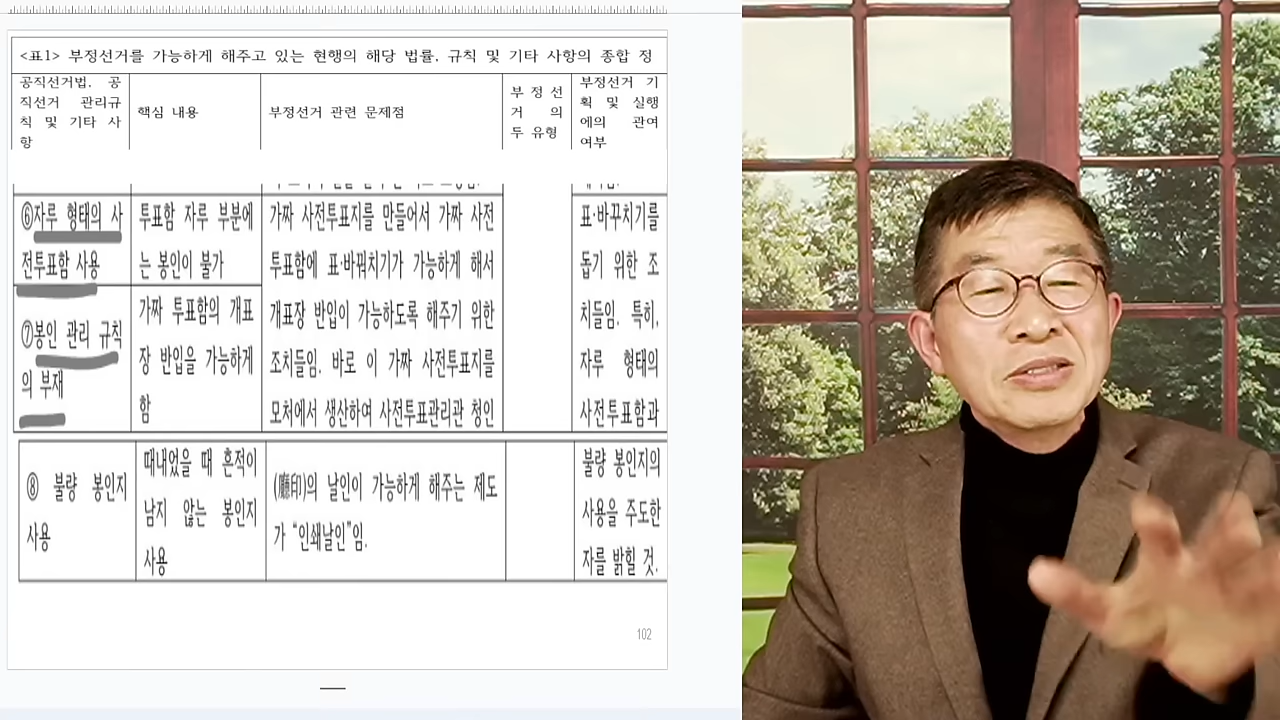 <표1> 부정선거를 가능하게 해주고 있는 현행의 해당 법률, 규칙 및 기타 사항의 종합 정
공직선거법, 공
직선거 관리규
칙 및 기타 사
항
핵심 내용
부정선거 관련 문제점
부 정 선
거 의
두 유형
부정선거 기
획 및 실행
에의 관여
여부
⑥자루 형태의 사
전투표함 사용
투표함 자루 부분에
는 봉인이 불가
⑦봉인 관리 규칙
의 부재
가짜 투표함의 개표
장 반입을 가능하게
함
가짜 사전투표지를 만들어서 가짜 사전
투표함에 표·바꿔치기가 가능하게 해서
개표장 반입이 가능하도록 해주기 위한
조치들임. 바로 이 가짜 사전투표지를
모처에서 생산하여 사전투표관리관 청인
표·바꾸치기를
돕기 위한 조
치들임. 특히,
자루 형태의
사전투표함과
⑧ 불량 봉인지
사용
때내었을 때 흔적이
남지 않는 봉인지
사용
(廳印)의 날인이 가능하게 해주는 제도
가 “인쇄날인”임.
불량 봉인지의
사용을 주도한
자를 밝힐 것.
102